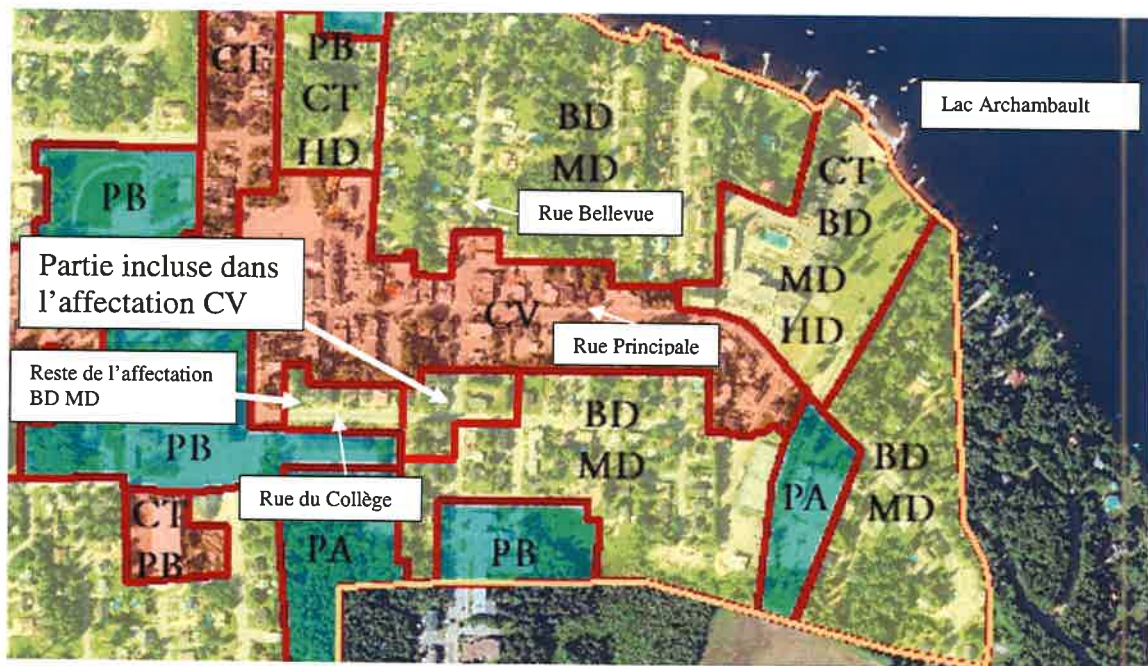 CT
PB
CT
HD
BD
MD
Lac Archambault
CT
BD
MD
HD
PB
Rue Bellevue
Partie incluse dans
l'affectation CV
CV
Rue Principale
Reste de l'affectation
BD MD
BD
MD
PB
Rue du Collège
CT
PB
PA
PB
PA
BD
MD